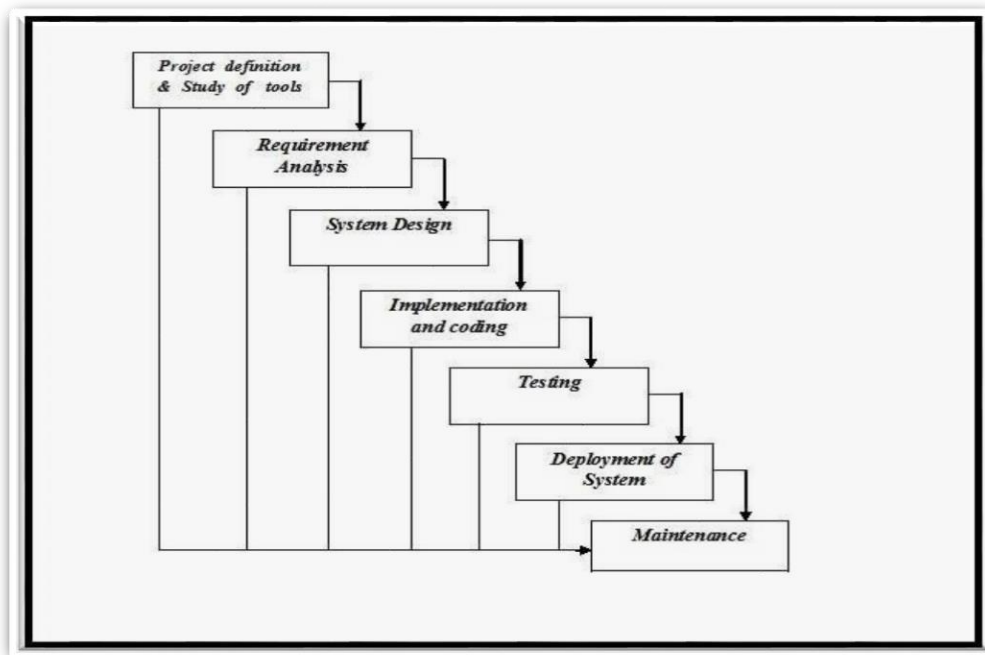 Project definition
& Study of tools
Requirement
Analysis
System Design
Implementation
and coding
Testing
Deployment of
System
Maintenance